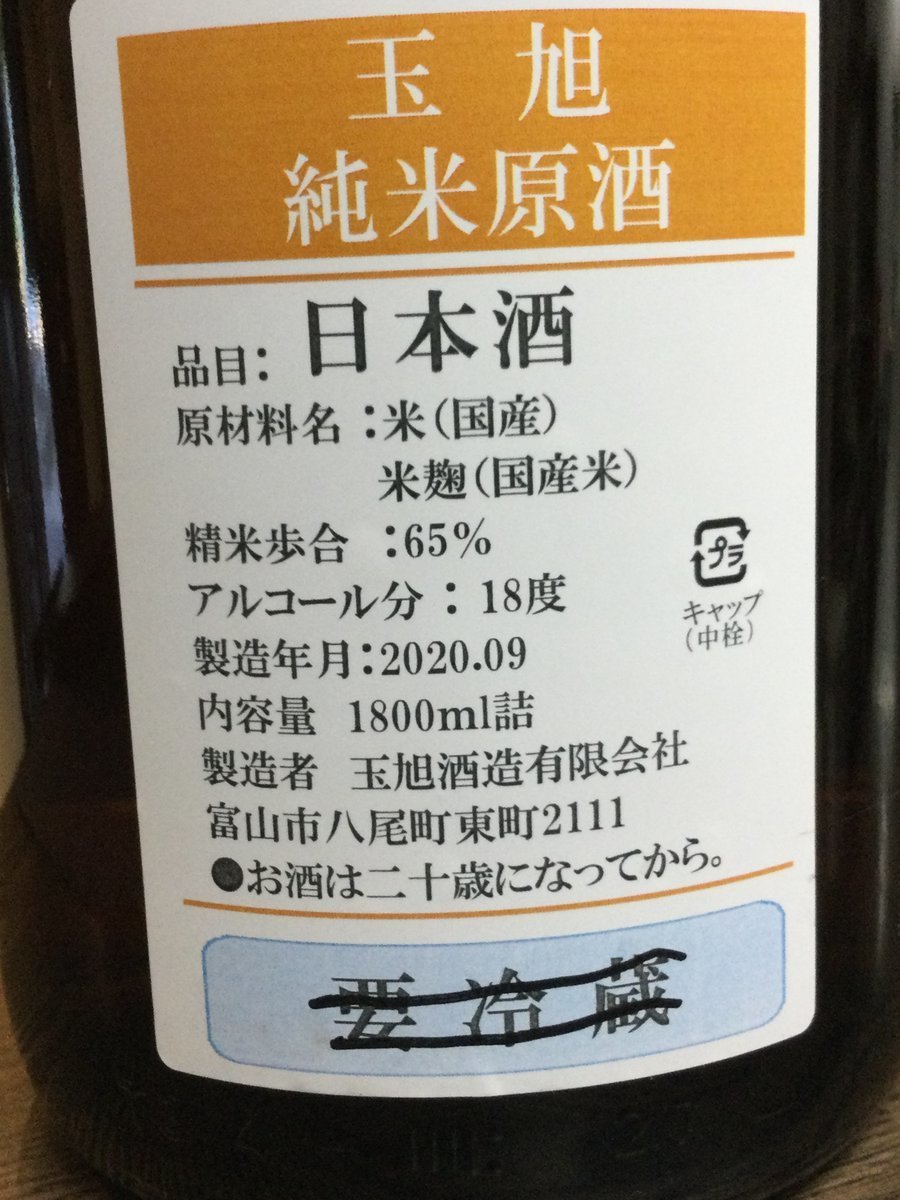 玉旭
純米原酒
品目：日本酒
原材料名：米（国産）
米麹（国産米）
精米歩合：65%
アルコール分：18度
製造年月：2020.09
内容量 1800ml詰
製造者 玉旭酒造有限会社
富山市八尾町東町2111
●お酒は二十歳になってから。
プラ
キャップ
（中栓）
要冷蔵